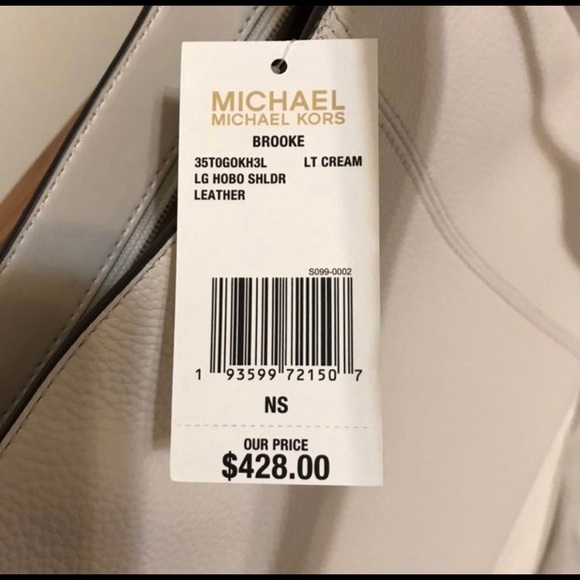 MICHAEL
MICHAEL KORS
BROOKE
35T0GOKH3L LT CREAM
LG HOBO SHLDR
LEATHER
S099-0002
1 93599 72150 7
NS
OUR PRICE
$428.00